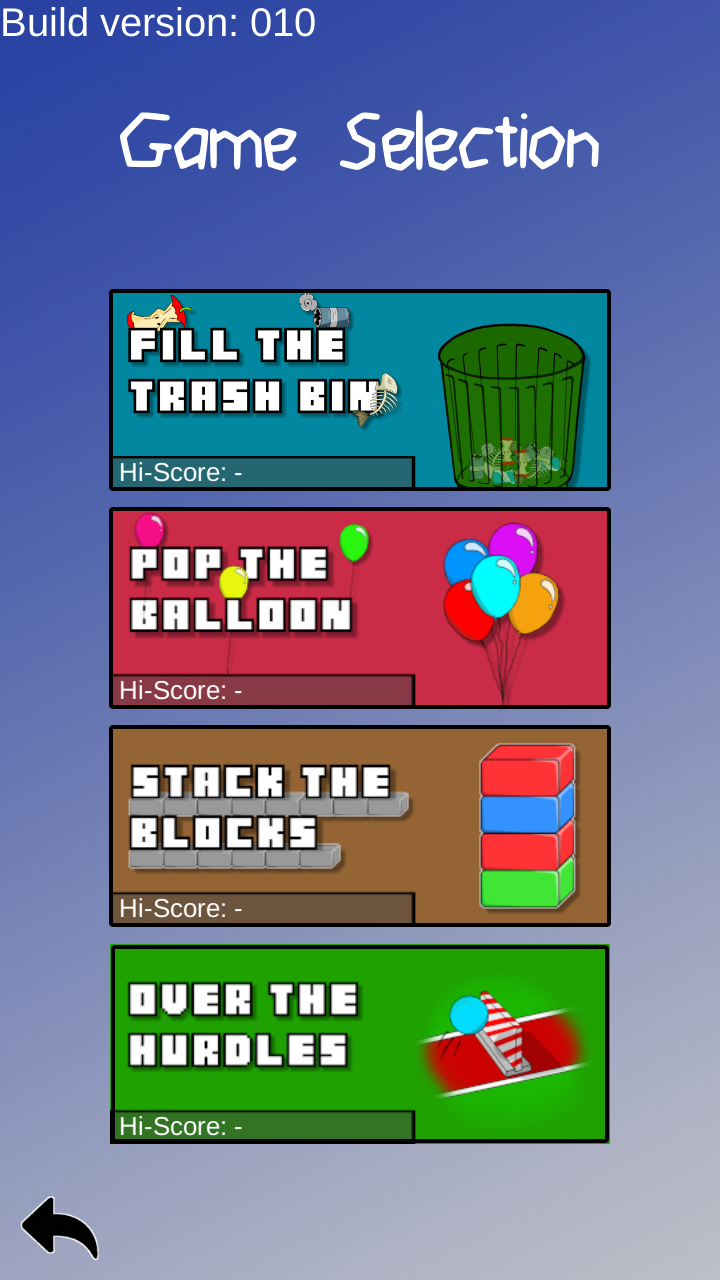 Build version: 010
Game Selection
FILL THE
TRASH BIN
Hi-Score: -
POP THE
BALLOON
Hi-Score: -
STACK THE
BLOCKS
Hi-Score: -
OVER THE
HURDLES
Hi-Score: -